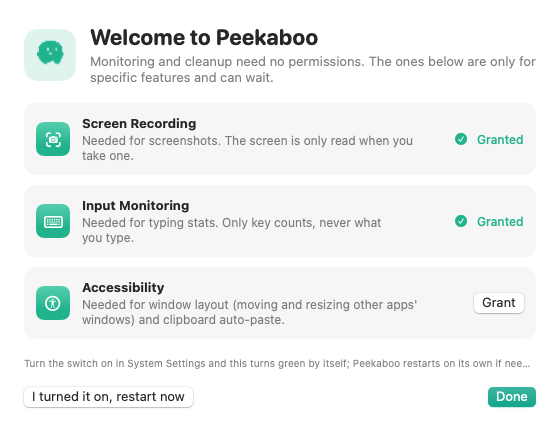 Welcome to Peekaboo
Monitoring and cleanup need no permissions. The ones below are only for
specific features and can wait.
Screen Recording
Needed for screenshots. The screen is only read when you
take one.
Granted
Input Monitoring
Needed for typing stats. Only key counts, never what
you type.
Granted
Accessibility
Needed for window layout (moving and resizing other apps'
windows) and clipboard auto-paste.
Grant
Turn the switch on in System Settings and this turns green by itself; Peekaboo restarts on its own if nee...
I turned it on, restart now
Done